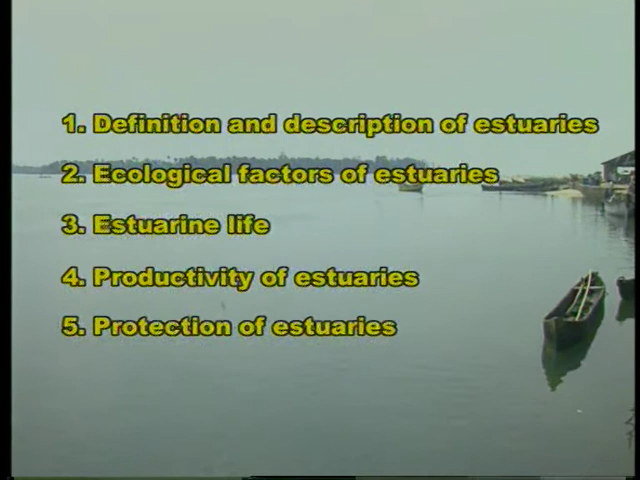 1. Definition and description of estuaries
2. Ecological factors of estuaries
3. Estuarine life
4. Productivity of estuaries
5. Protection of estuaries